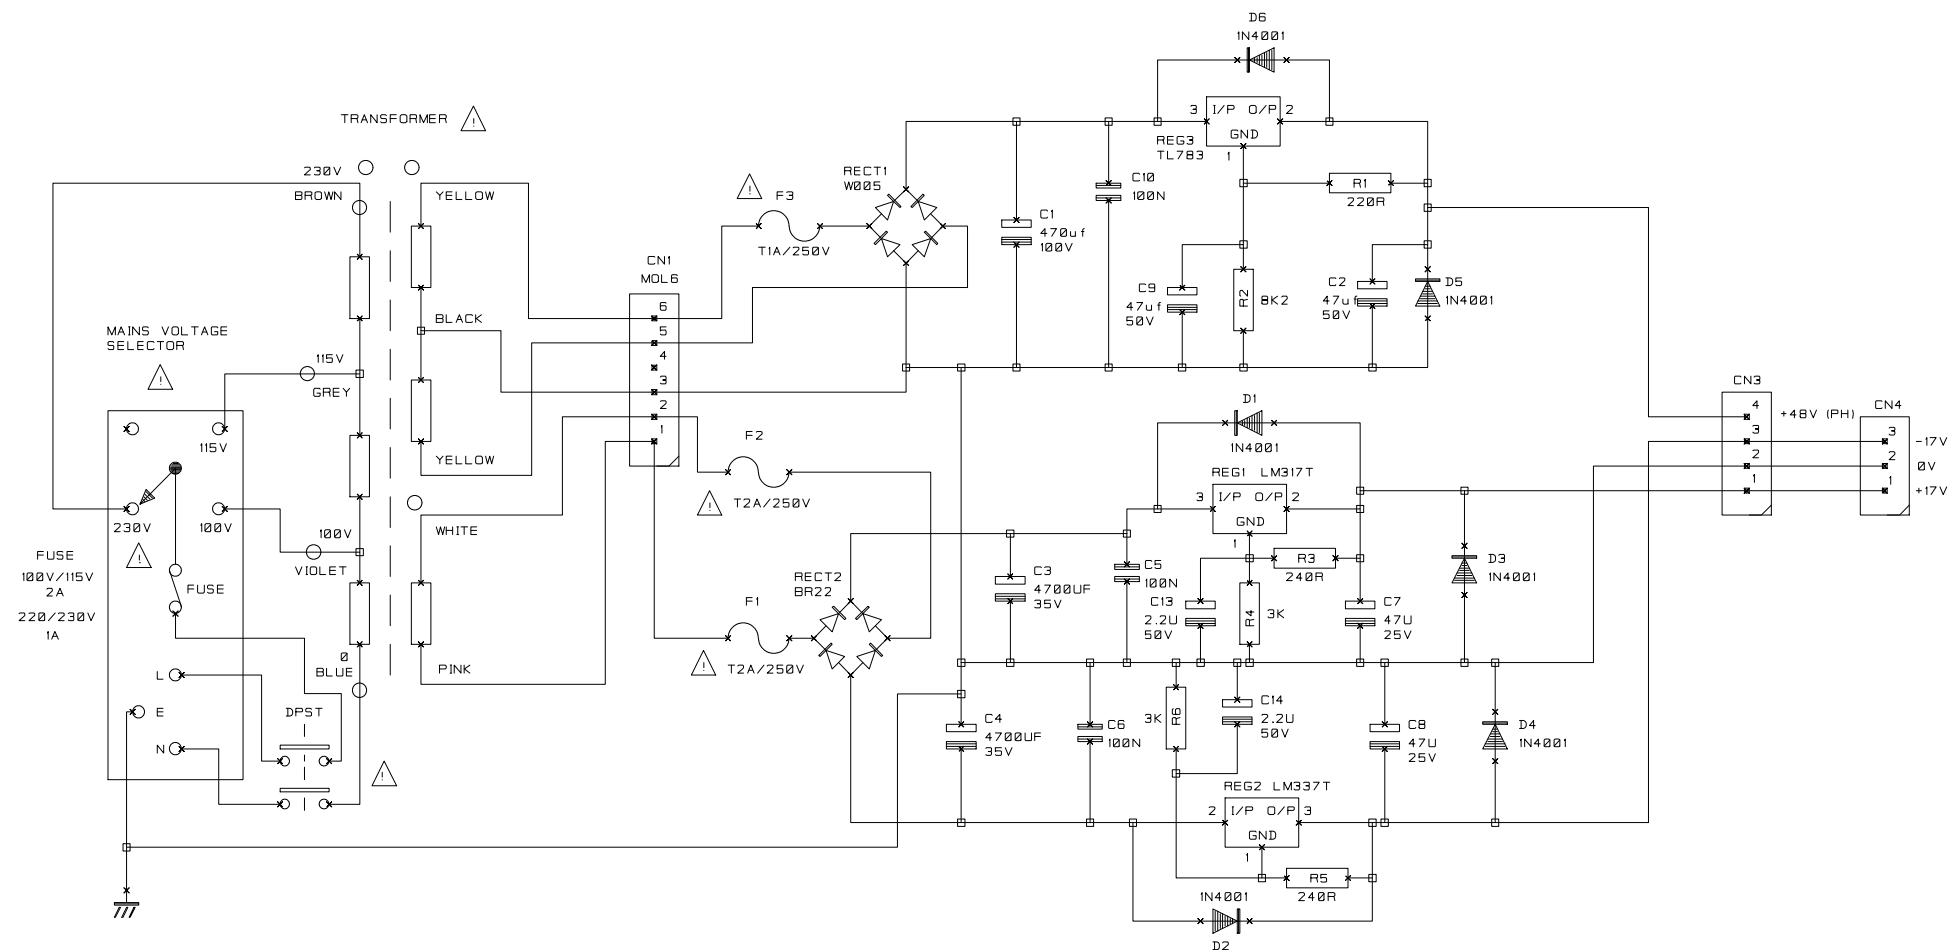 D6
1N4001
TRANSFORMER
!
3 I/P O/P 2
GND
1
REG3
TL783
230V
BROWN
YELLOW
!
F3
T1A/250V
RECT1
W005
C10
100N
R1
220R
C1
470uf
100V
CN1
MOL6
6
5
4
3
2
1
C9
47uf
50V
R2
8K2
C2
47uf
50V
D5
1N4001
BLACK
MAINS VOLTAGE
SELECTOR
!
115V
GREY
115V
YELLOW
D1
1N4001
CN3
4
3
2
1
+48V (PH)
CN4
3
2
1
-17V
0V
+17V
F2
!
T2A/250V
REG1 LM317T
3 I/P O/P 2
GND
1
230V
100V
100V
VIOLET
WHITE
!
FUSE
100V/115V
2A
220/230V
1A
FUSE
R3
240R
D3
1N4001
RECT2
BR22
C3
4700UF
35V
C5
100N
C13
2.2U
50V
R4
3K
C7
47U
25V
F1
!
T2A/250V
0
BLUE
PINK
L
E
N
DPST
!
C4
4700UF
35V
C6
100N
3K
R6
C14
2.2U
50V
C8
47U
25V
D4
1N4001
REG2 LM337T
2 I/P O/P 3
GND
1
R5
240R
1N4001
D2